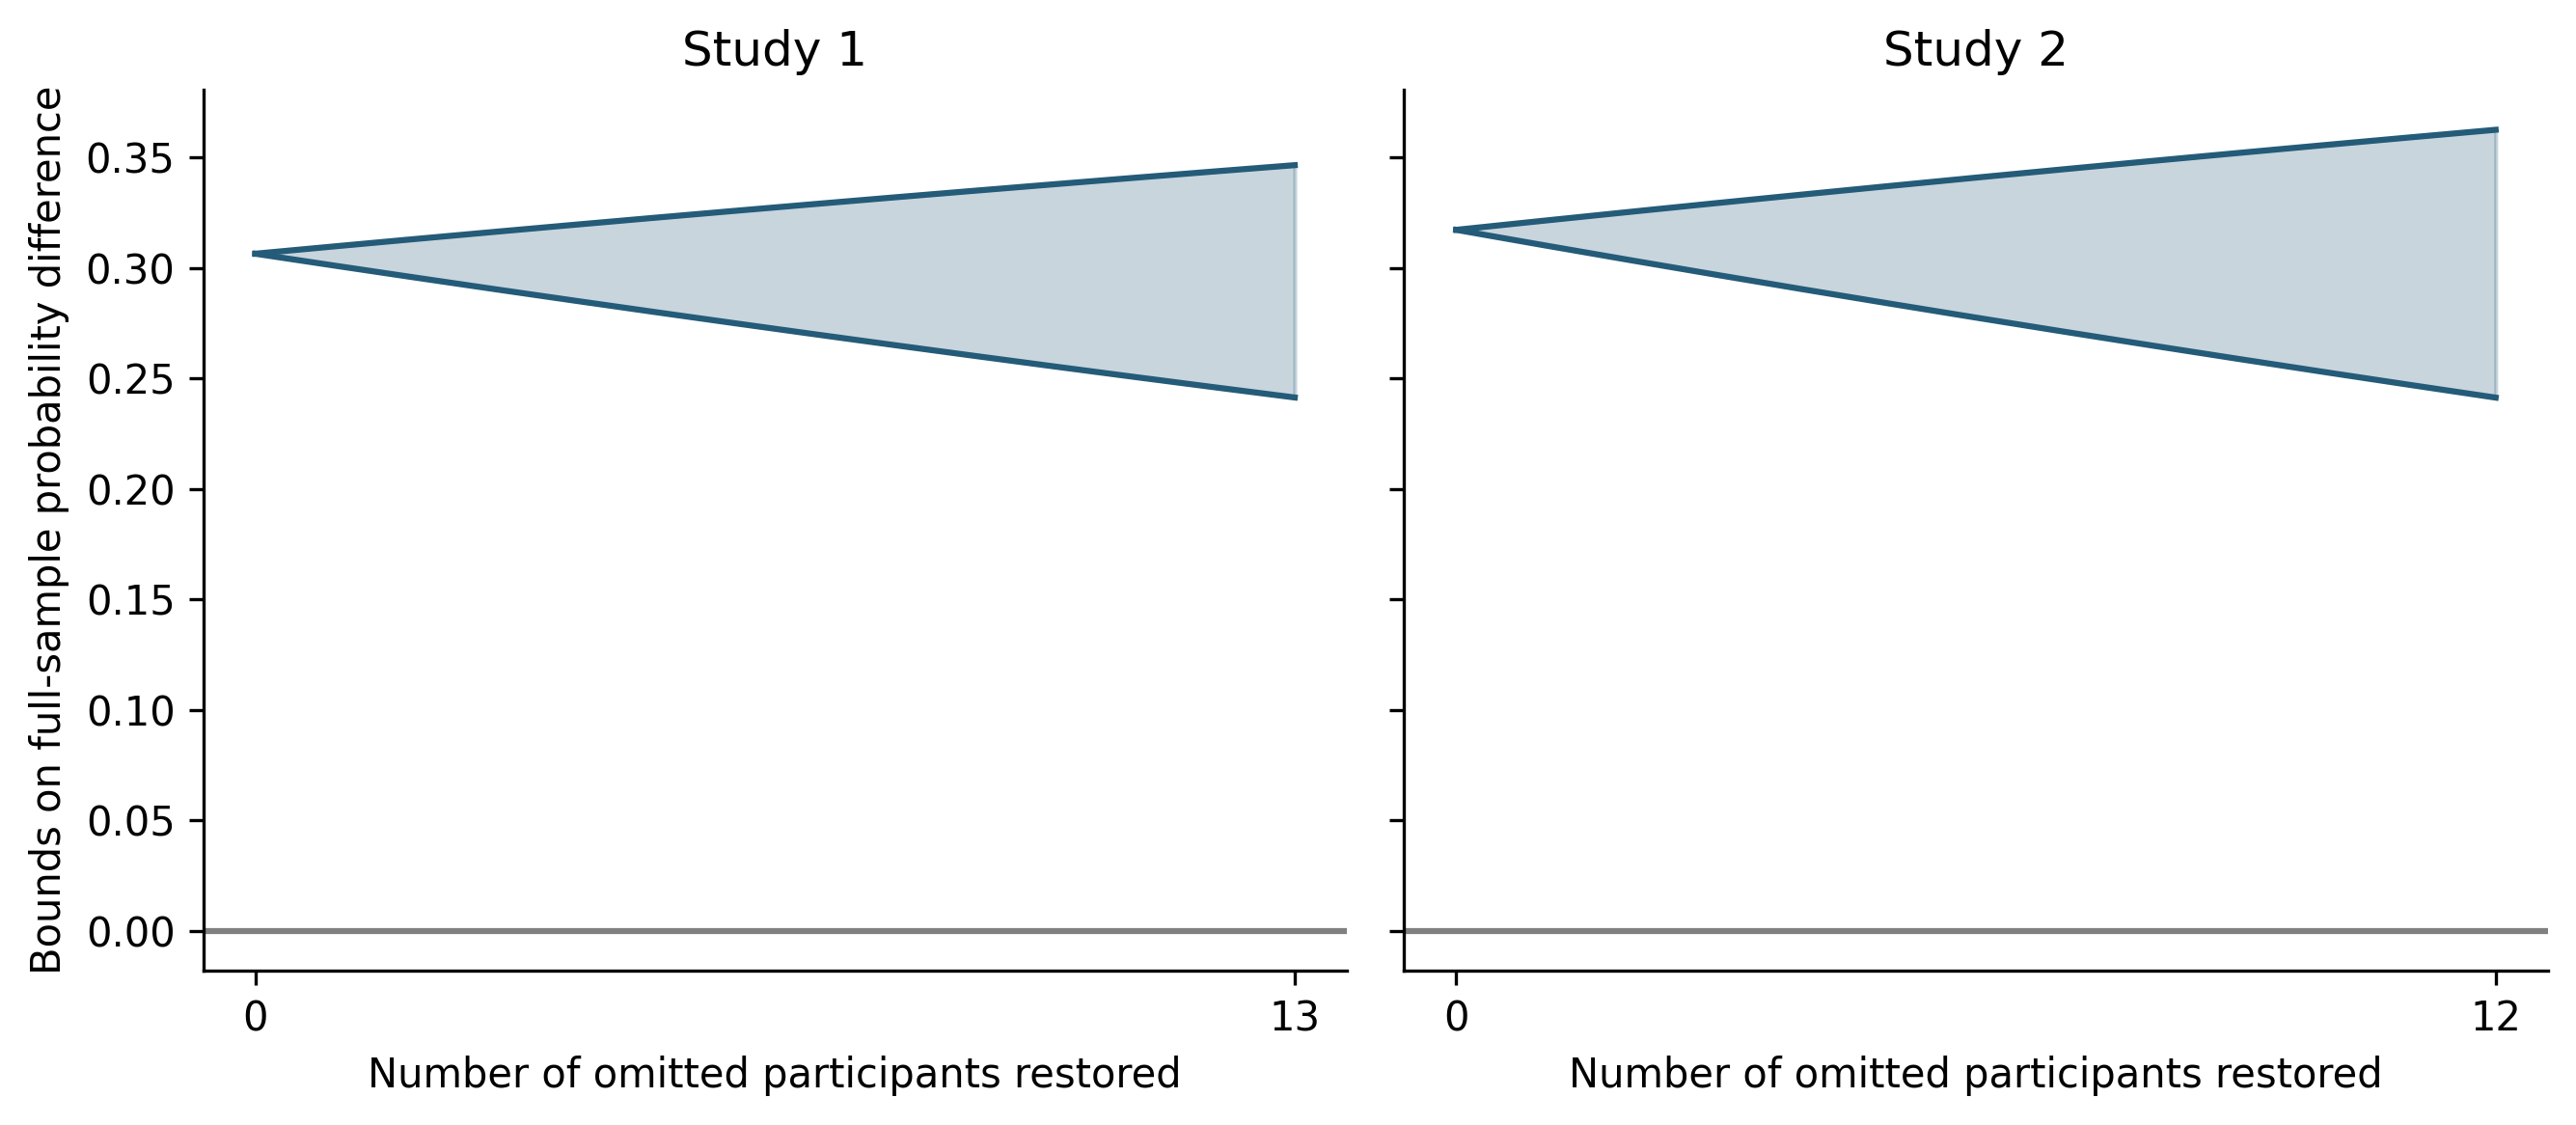 Study 1
Study 2
Bounds on full-sample probability difference
0.35
0.30
0.25
0.20
0.15
0.10
0.05
0.00
0
13
0
12
Number of omitted participants restored
Number of omitted participants restored